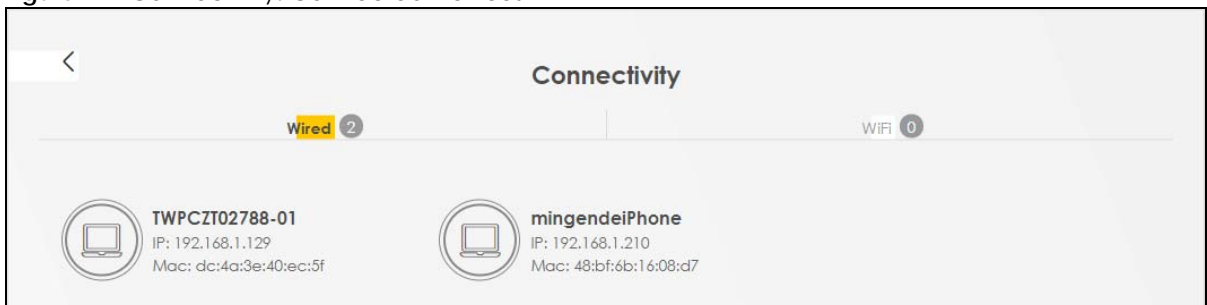 Connectivity
Wired 2
WiFi 0
TWPCZT02788-01
IP: 192.168.1.129
Mac: dc:4a:3e:40:ec:5f
mingendeiPhone
IP: 192.168.1.210
Mac: 48:bf:6b:16:08:d7